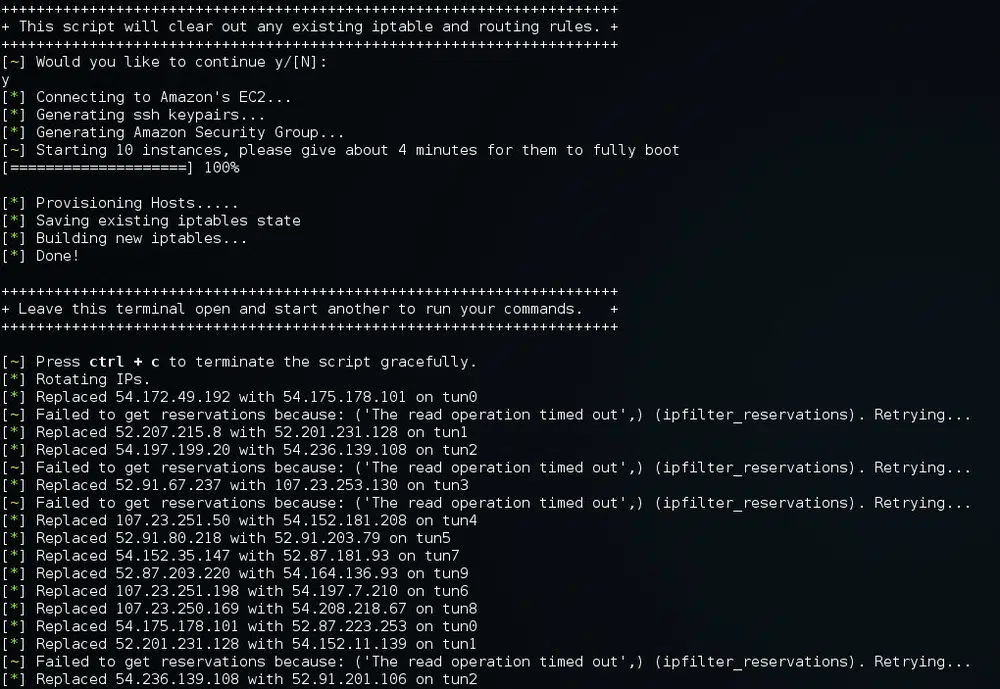 ++++++++++++++++++++++++++++++++++++++++++++++++++++++++++++++++++++++
+ This script will clear out any existing iptable and routing rules. +
++++++++++++++++++++++++++++++++++++++++++++++++++++++++++++++++++++++
[~] Would you like to continue y/[N]:
y
[*] Connecting to Amazon's EC2...
[*] Generating ssh keypairs...
[*] Generating Amazon Security Group...
[~] Starting 10 instances, please give about 4 minutes for them to fully boot
[====================] 100%
[*] Provisioning Hosts.....
[*] Saving existing iptables state
[*] Building new iptables...
[*] Done!
++++++++++++++++++++++++++++++++++++++++++++++++++++++++++++++++++++++
+ Leave this terminal open and start another to run your commands.   +
++++++++++++++++++++++++++++++++++++++++++++++++++++++++++++++++++++++
[~] Press ctrl + c to terminate the script gracefully.
[*] Rotating IPs.
[*] Replaced 54.172.49.192 with 54.175.178.101 on tun0
[~] Failed to get reservations because: ('The read operation timed out',) (ipfilter_reservations). Retrying...
[*] Replaced 52.207.215.8 with 52.201.231.128 on tun1
[*] Replaced 54.197.199.20 with 54.236.139.108 on tun2
[~] Failed to get reservations because: ('The read operation timed out',) (ipfilter_reservations). Retrying...
[*] Replaced 52.91.67.237 with 107.23.253.130 on tun3
[~] Failed to get reservations because: ('The read operation timed out',) (ipfilter_reservations). Retrying...
[*] Replaced 107.23.251.50 with 54.152.181.208 on tun4
[*] Replaced 52.91.80.218 with 52.91.203.79 on tun5
[*] Replaced 54.152.35.147 with 52.87.181.93 on tun7
[*] Replaced 52.87.203.220 with 54.164.136.93 on tun9
[*] Replaced 107.23.251.198 with 54.197.7.210 on tun6
[*] Replaced 107.23.250.169 with 54.208.218.67 on tun8
[*] Replaced 54.175.178.101 with 52.87.223.253 on tun0
[*] Replaced 52.201.231.128 with 54.152.11.139 on tun1
[~] Failed to get reservations because: ('The read operation timed out',) (ipfilter_reservations). Retrying...
[*] Replaced 54.236.139.108 with 52.91.201.106 on tun2